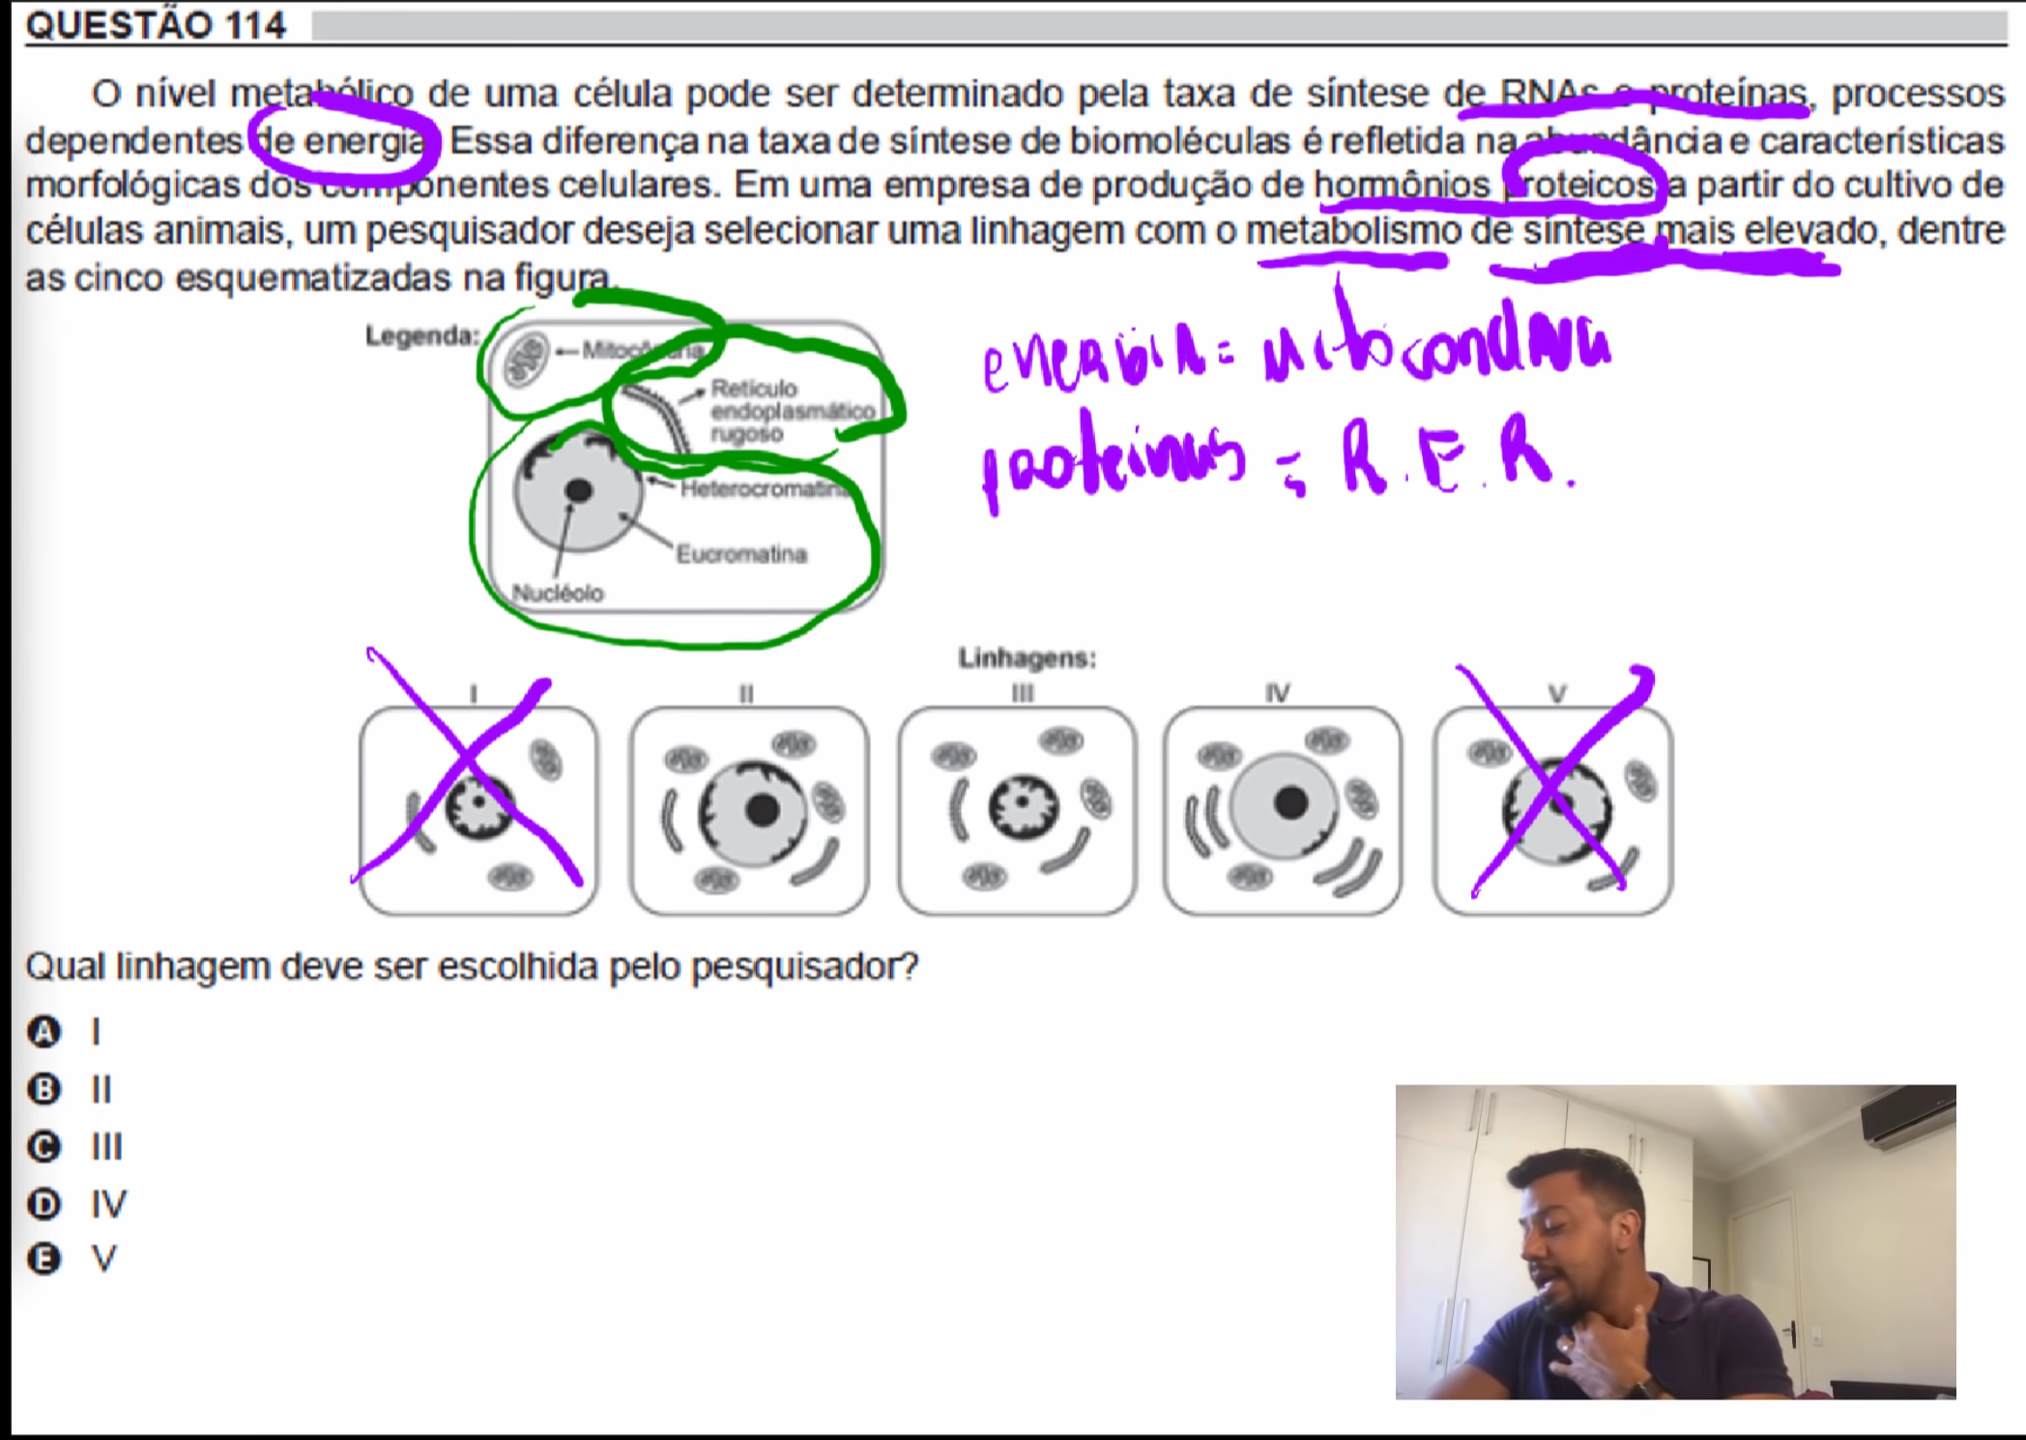 QUESTÃO 114
O nível metabólico de uma célula pode ser determinado pela taxa de síntese de RNAs e proteínas, processos
dependentes de energia. Essa diferença na taxa de síntese de biomoléculas é refletida na abundância e características
morfológicas dos componentes celulares. Em uma empresa de produção de hormônios proteicos a partir do cultivo de
células animais, um pesquisador deseja selecionar uma linhagem com o metabolismo de síntese mais elevado, dentre
as cinco esquematizadas na figura.
Legenda:
Mitocôndria
Retículo
endoplasmático
rugoso
Heterocromatina
Eucromatina
Nucléolo
energia = mitocondria
proteinas = R.E.R.
Linhagens:
I II III IV V
Qual linhagem deve ser escolhida pelo pesquisador?
A I
B II
C III
D IV
E V